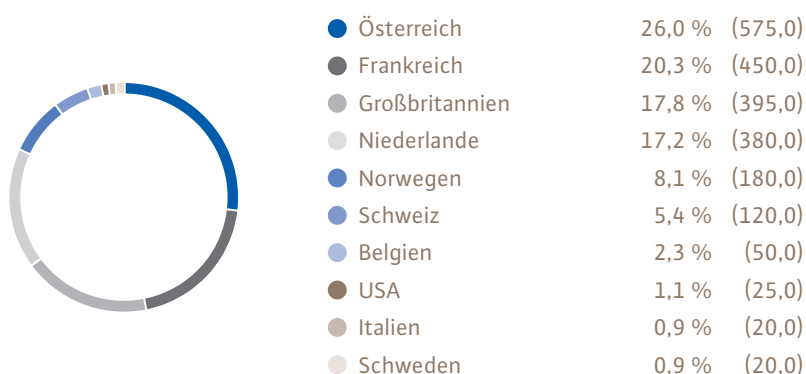 Österreich 26,0 % (575,0)
Frankreich 20,3 % (450,0)
Großbritannien 17,8 % (395,0)
Niederlande 17,2 % (380,0)
Norwegen 8,1 % (180,0)
Schweiz 5,4 % (120,0)
Belgien 2,3 % (50,0)
USA 1,1 % (25,0)
Italien 0,9 % (20,0)
Schweden 0,9 % (20,0)